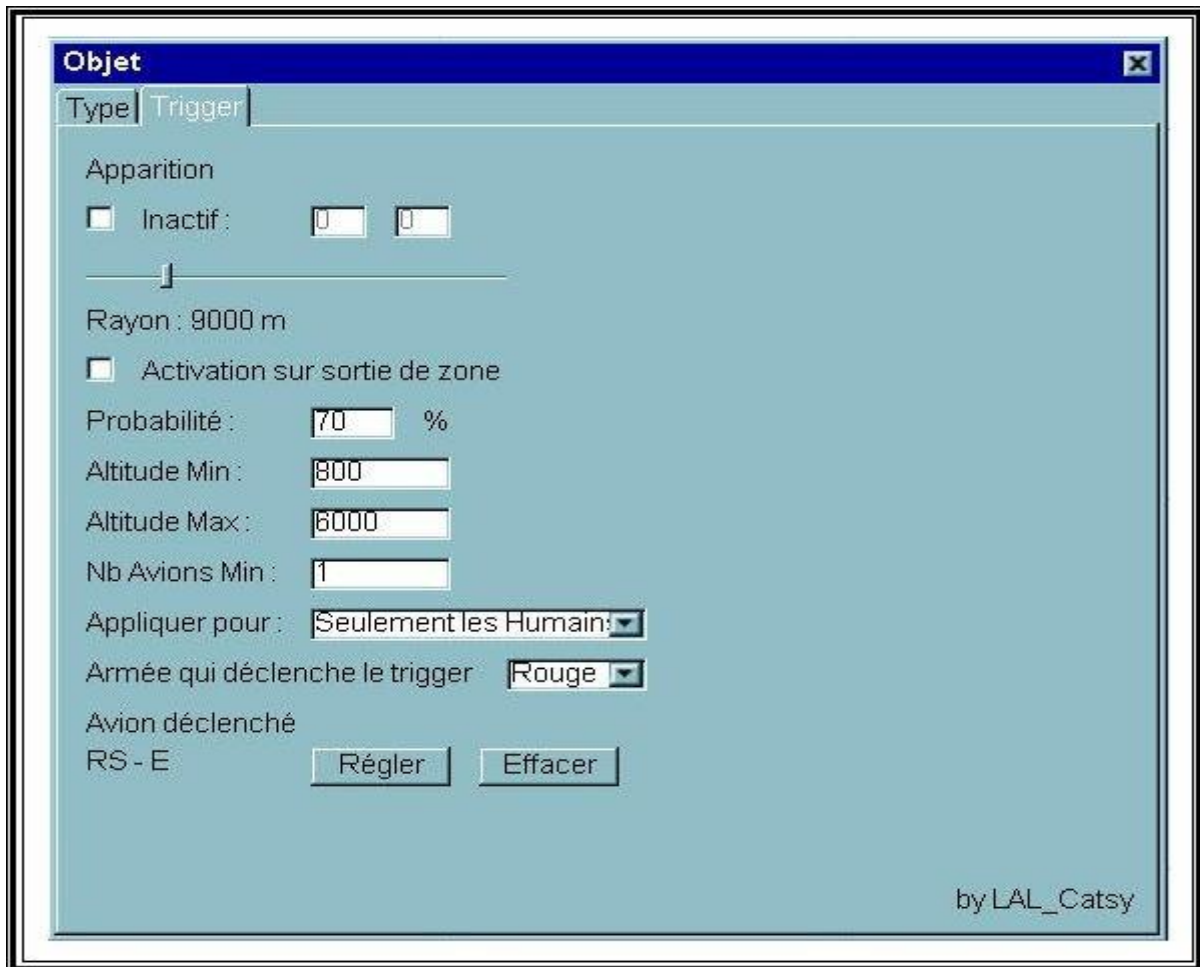 Objet
Type Trigger
Apparition
Inactif : 0 0
Rayon : 9000 m
Activation sur sortie de zone
Probabilité : 70 %
Altitude Min : 800
Altitude Max : 6000
Nb Avions Min : 1
Appliquer pour : Seulement les Humains
Armée qui déclenche le trigger Rouge
Avion déclenché
RS - E Régler Effacer
by LAL_Catsy